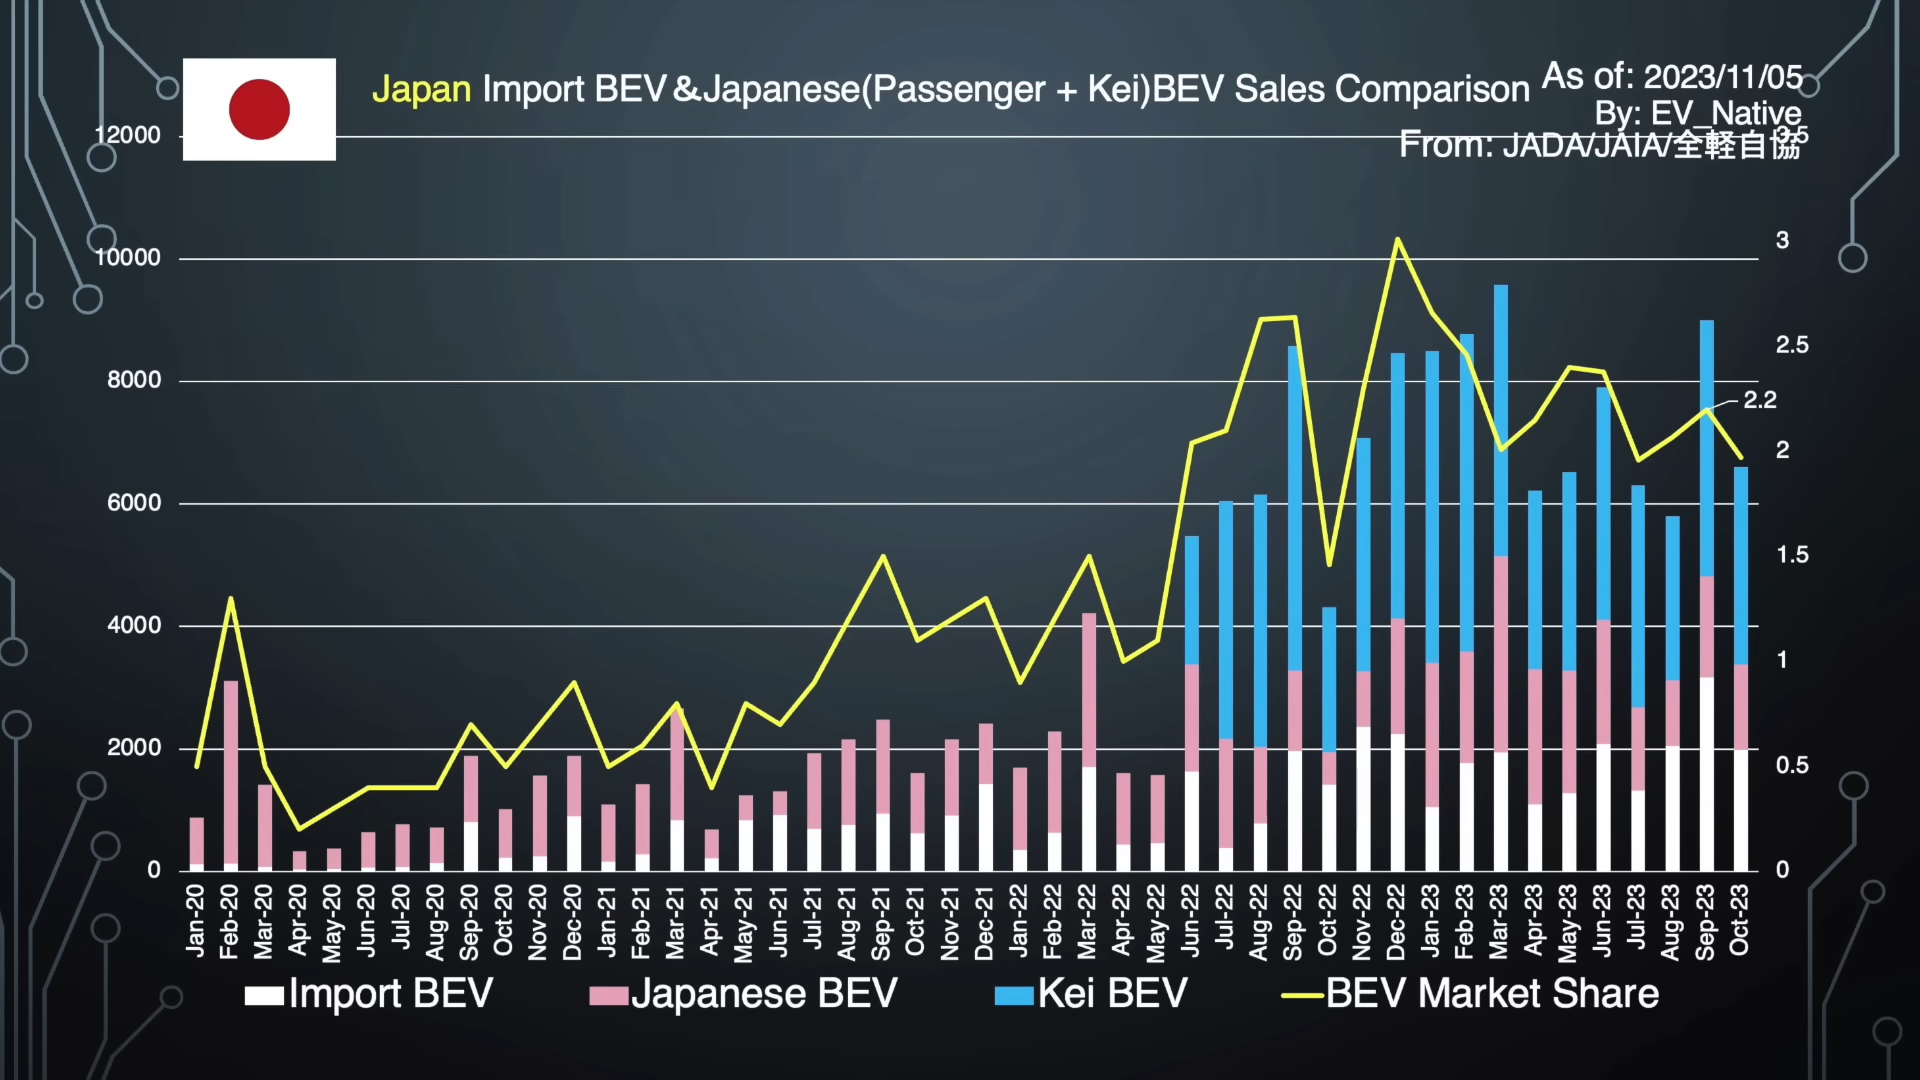 Japan Import BEV&Japanese(Passenger + Kei)BEV Sales Comparison
As of: 2023/11/05
By: EV_Native
From: JADA/JAIA/全軽自協
12000
10000
8000
6000
4000
2000
0
3.5
3
2.5
2.2
2
1.5
1
0.5
0
Jan-20
Feb-20
Mar-20
Apr-20
May-20
Jun-20
Jul-20
Aug-20
Sep-20
Oct-20
Nov-20
Dec-20
Jan-21
Feb-21
Mar-21
Apr-21
May-21
Jun-21
Jul-21
Aug-21
Sep-21
Oct-21
Nov-21
Dec-21
Jan-22
Feb-22
Mar-22
Apr-22
May-22
Jun-22
Jul-22
Aug-22
Sep-22
Oct-22
Nov-22
Dec-22
Jan-23
Feb-23
Mar-23
Apr-23
May-23
Jun-23
Jul-23
Aug-23
Sep-23
Oct-23
Import BEV
Japanese BEV
Kei BEV
BEV Market Share